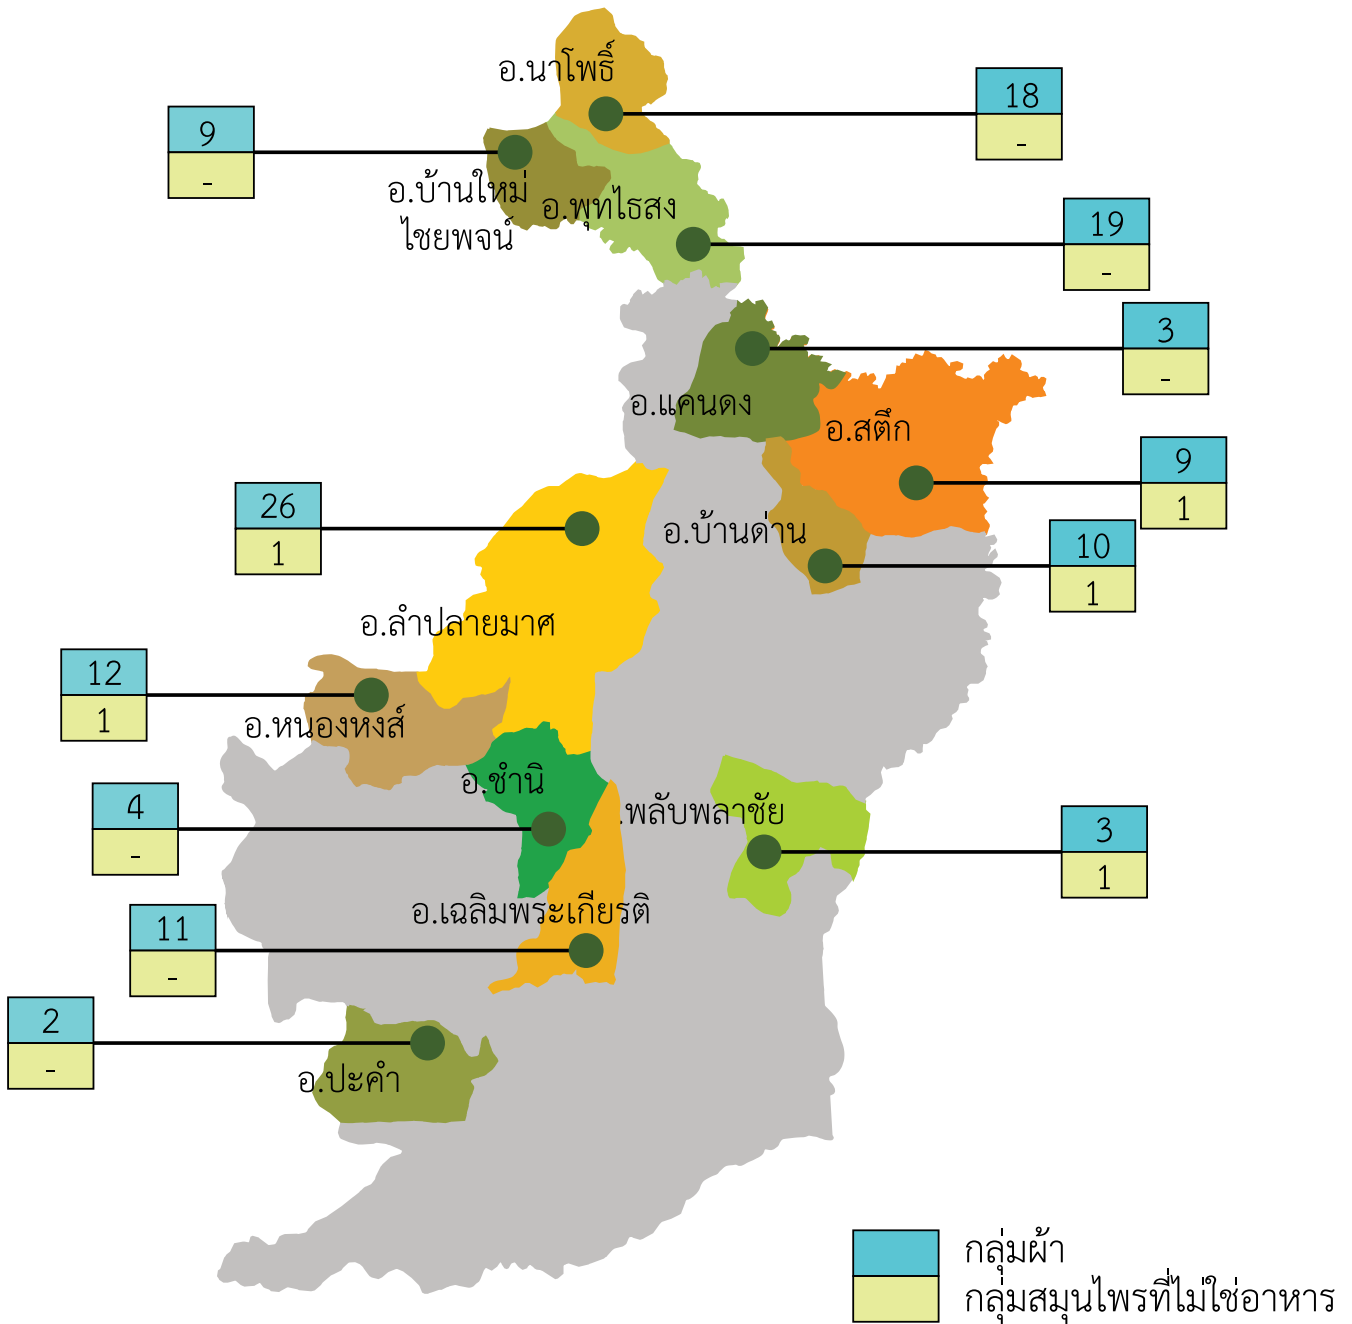 อ.นาโพธิ์
18
-
9
-
อ.บ้านใหม่
ไชยพจน์
อ.พุทไธสง
19
-
3
-
อ.แคนดง
อ.สตึก
9
1
26
1
อ.บ้านด่าน
10
1
อ.ลำปลายมาศ
12
1
อ.หนองหงส์
อ.ชำนิ
4
-
.พลับพลาชัย
3
1
อ.เฉลิมพระเกียรติ
11
-
2
-
อ.ปะคำ
กลุ่มผ้า
กลุ่มสมุนไพรที่ไม่ใช่อาหาร